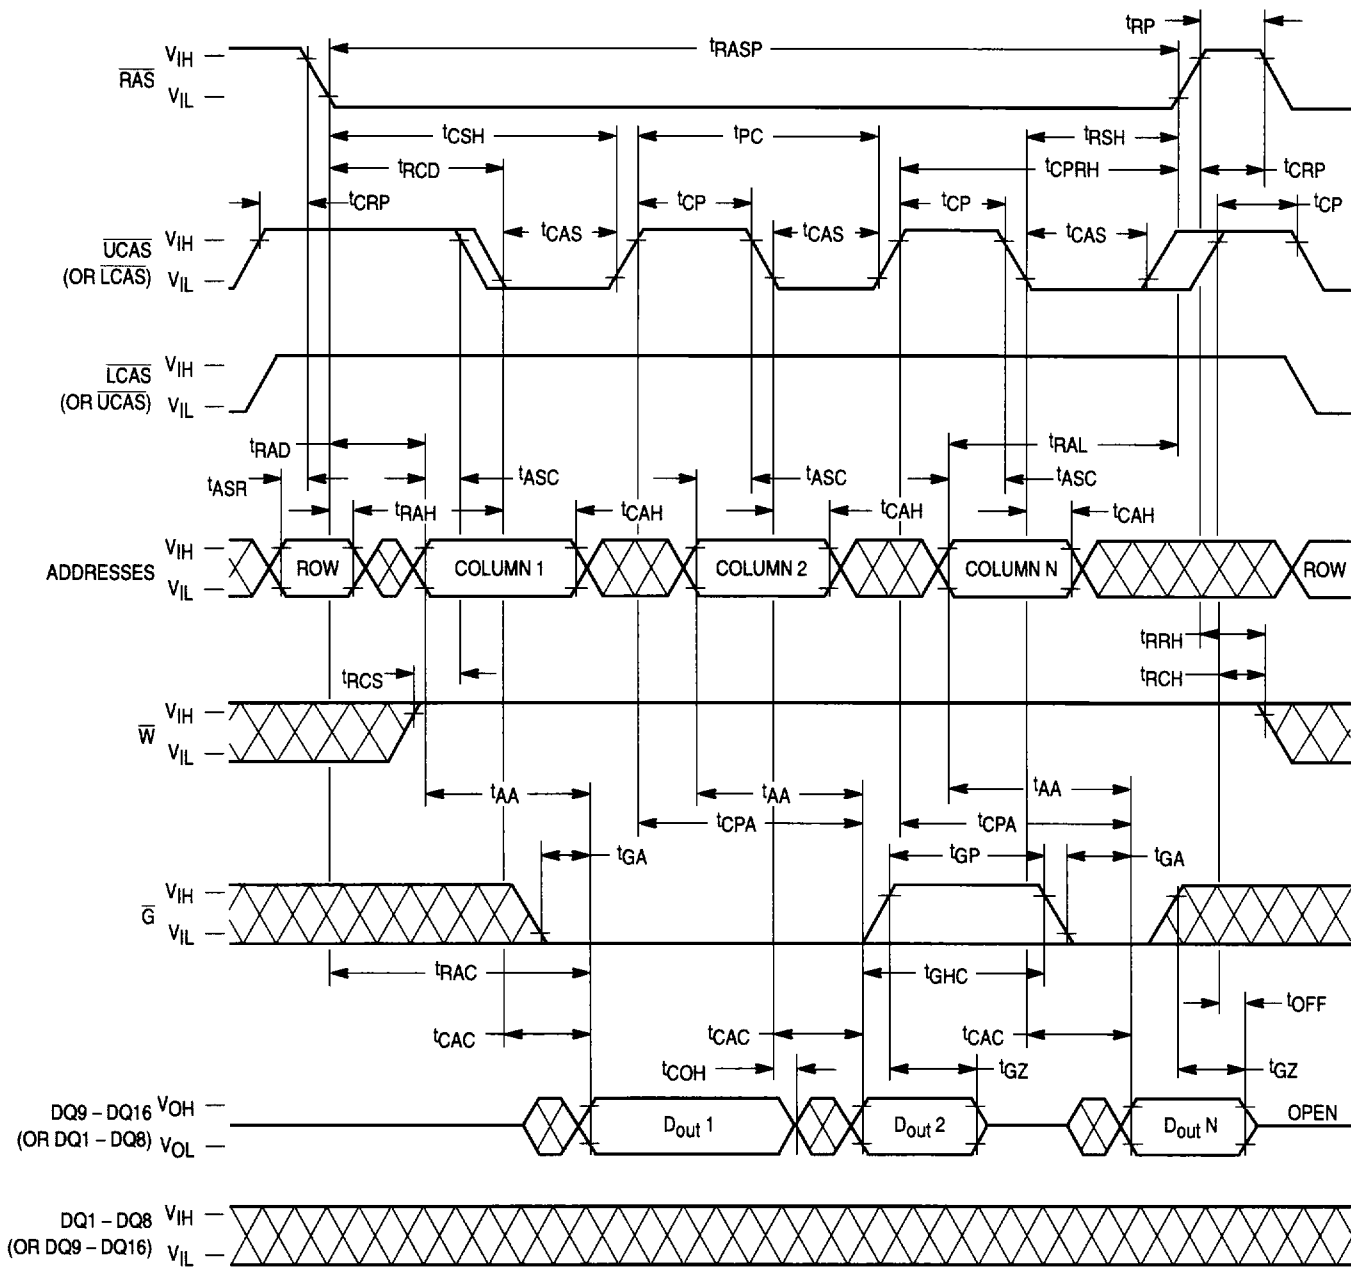 tRP
tRASP
RAS
VIH
VIL
tCSH
tPC
tRSH
tRCD
tCPRH
tCRP
tCRP
tCP
tCP
tCP
UCAS
(OR LCAS)
VIH
VIL
tCAS
tCAS
tCAS
LCAS
(OR UCAS)
VIH
VIL
tRAD
tRAL
tASR
tASC
tASC
tASC
tRAH
tCAH
tCAH
tCAH
ADDRESSES
VIH
VIL
ROW
COLUMN 1
COLUMN 2
COLUMN N
ROW
tRRH
tRCS
tRCH
W
VIH
VIL
tAA
tAA
tAA
tCPA
tCPA
tGA
tGP
tGA
G
VIH
VIL
tRAC
tGHC
tOFF
tCAC
tCAC
tCAC
tCOH
tGZ
tGZ
DQ9 – DQ16
(OR DQ1 – DQ8)
VOH
VOL
Dout 1
Dout 2
Dout N
OPEN
DQ1 – DQ8
(OR DQ9 – DQ16)
VIH
VIL